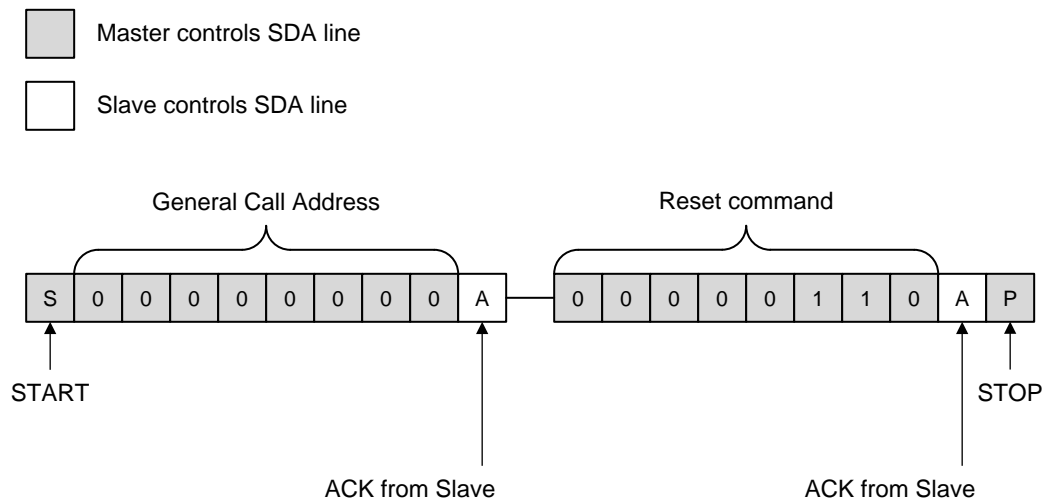 Master controls SDA line
Slave controls SDA line
General Call Address
Reset command
S 0 0 0 0 0 0 0 0 A 0 0 0 0 0 1 1 0 A P
START
STOP
ACK from Slave
ACK from Slave